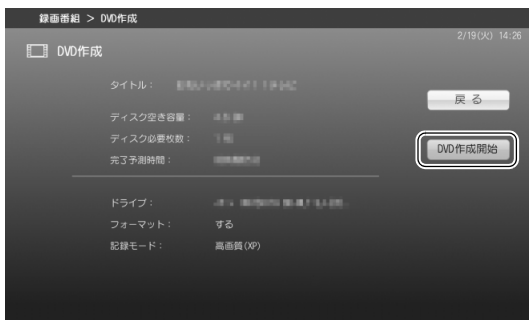 録画番組 > DVD作成
2/19(火) 14:26
DVD作成
タイトル：
戻る
ディスク空き容量：
ディスク必要枚数：
DVD作成開始
完了予測時間：
ドライブ：
フォーマット： する
記録モード： 高画質(XP)